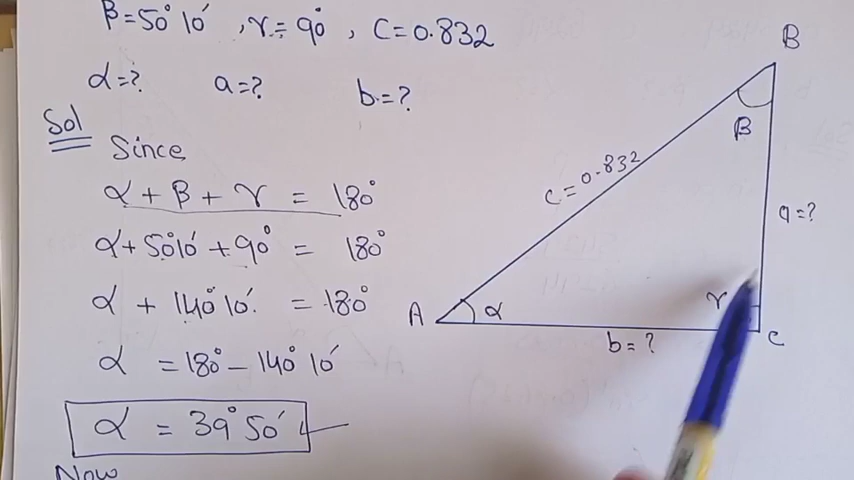 β=50°10′, γ=90°, C=0.832
α=? a=? b=?
Sol
Since,
α + β + γ = 180°
α+50°10′+90° = 180°
α + 140°10′ = 180°
α = 180° – 140°10′
α = 39°50′
Now
B
β
c=0.832
a=?
A
α
γ
C
b=?